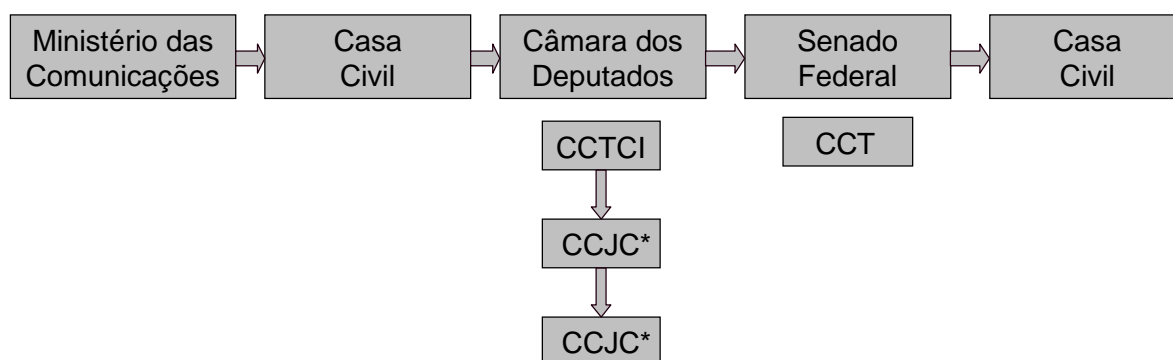 Ministério das
Comunicações
Casa
Civil
Câmara dos
Deputados
Senado
Federal
Casa
Civil
CCTCI
CCT
CCJC*
CCJC*